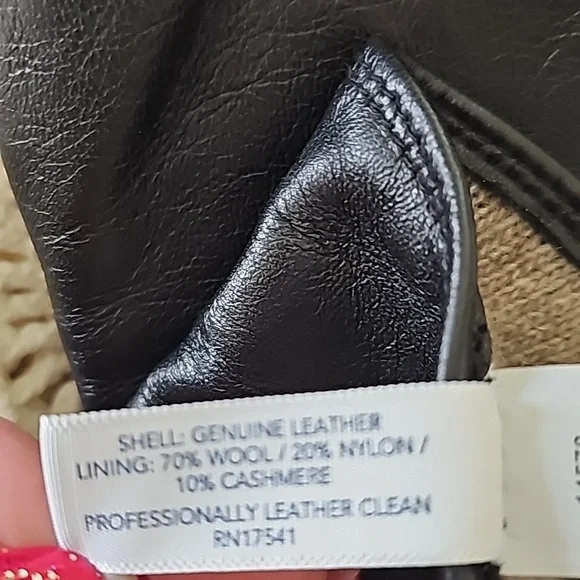 SHELL: GENUINE LEATHER
LINING: 70% WOOL / 20% NYLON /
10% CASHMERE
PROFESSIONALLY LEATHER CLEAN
RN17541